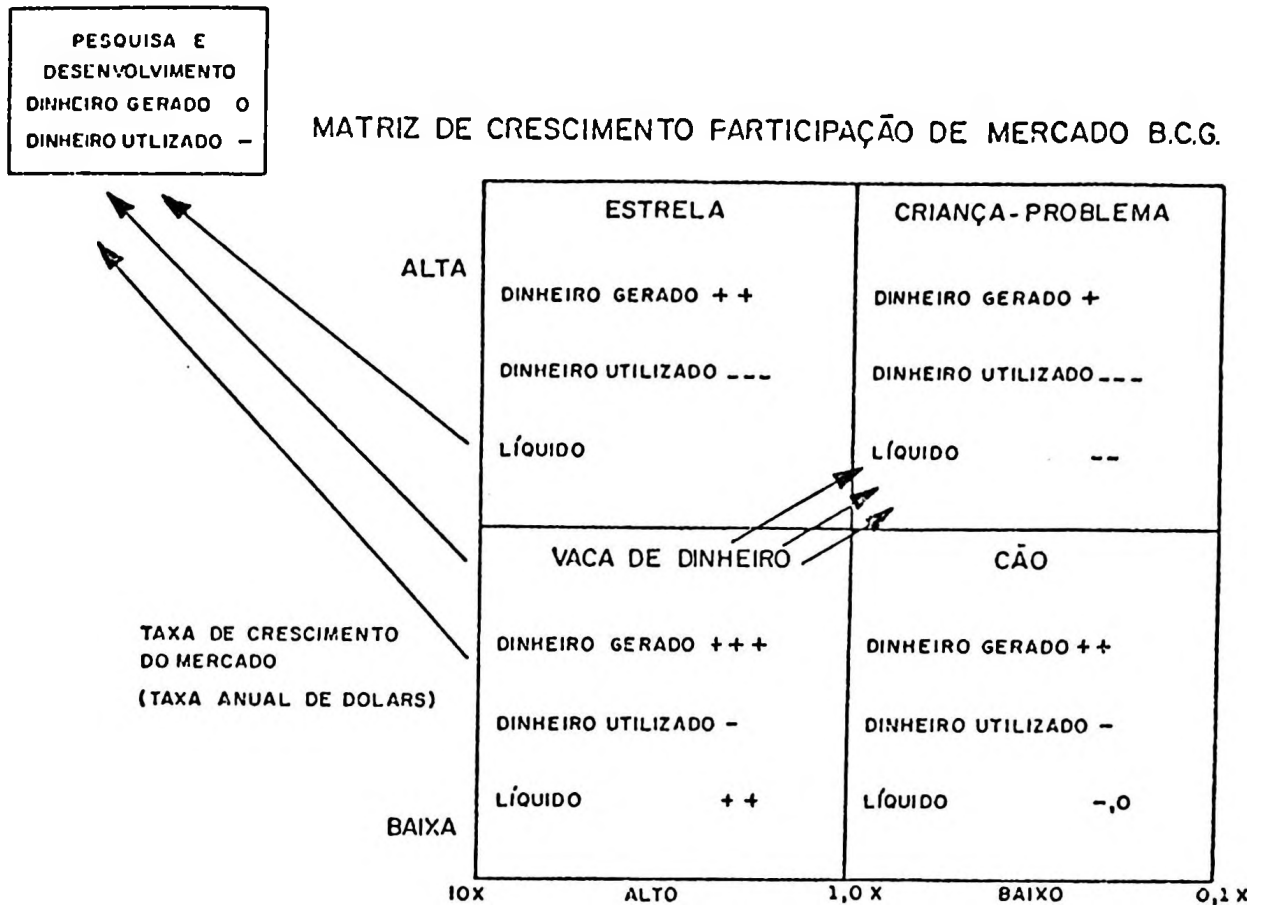 PESQUISA E
DESENVOLVIMENTO
DINHEIRO GERADO 0
DINHEIRO UTLIZADO -
MATRIZ DE CRESCIMENTO PARTICIPAÇÃO DE MERCADO B.C.G.
ESTRELA
CRIANÇA-PROBLEMA
ALTA
DINHEIRO GERADO ++
DINHEIRO GERADO +
DINHEIRO UTILIZADO ---
DINHEIRO UTILIZADO ---
LÍQUIDO
LÍQUIDO --
VACA DE DINHEIRO
CÃO
TAXA DE CRESCIMENTO
DO MERCADO
(TAXA ANUAL DE DOLARS)
DINHEIRO GERADO +++
DINHEIRO GERADO ++
DINHEIRO UTILIZADO -
DINHEIRO UTILIZADO -
LÍQUIDO ++
LÍQUIDO -,0
BAIXA
10X ALTO 1,0 X BAIXO 0,1 X